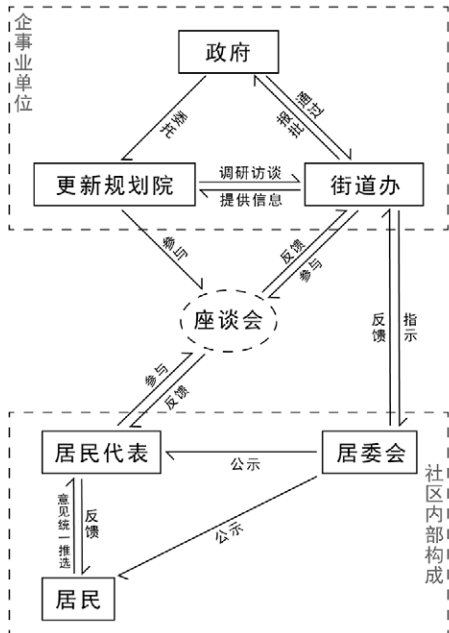 企事业单位
政府
委托
报批
通过
更新规划院
调研访谈
提供信息
街道办
参与
反馈
参与
座谈会
反馈
指示
参与
反馈
居民代表
公示
居委会
意见统一推选
反馈
公示
居民
社区内部构成